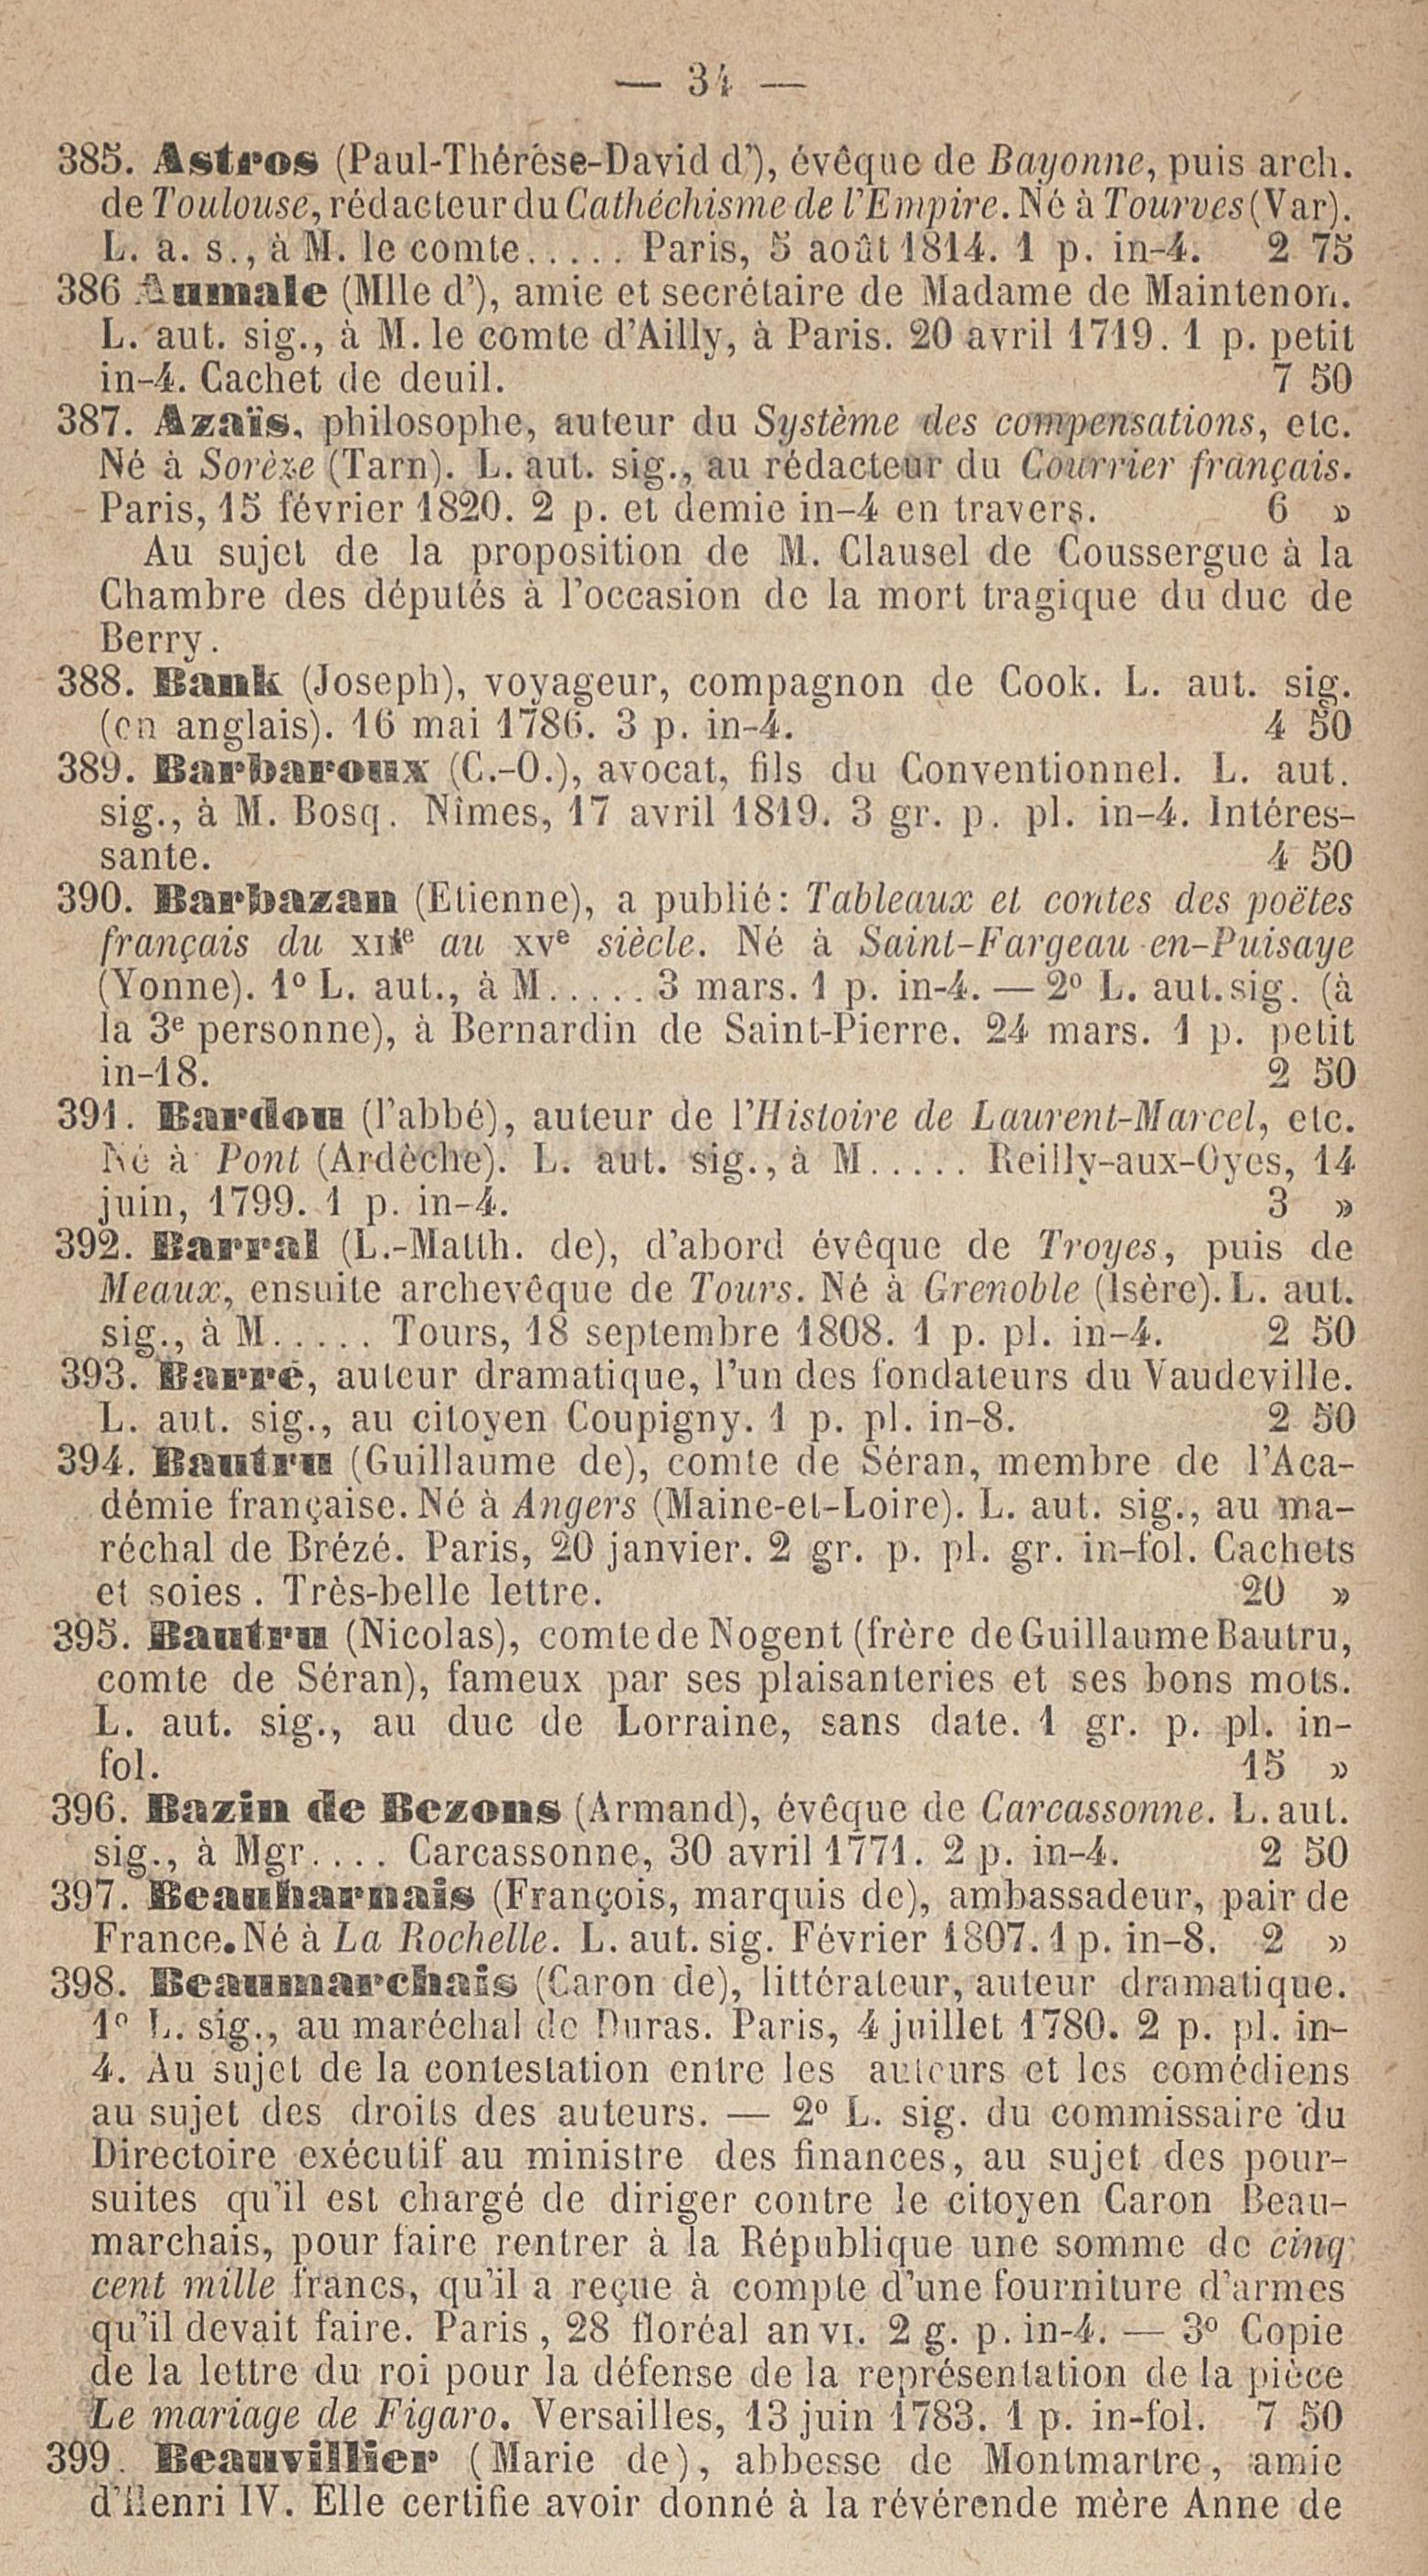 — 34 —
385. Astros (Paul-Thérèse-David d'), évêque de Bayonne, puis arch.
de Toulouse, rédacteur du Cathéchisme de l'Empire. Né à Tourves (Var).
L. a. s., à M. le comte..... Paris, 5 août 1814. 1 p. in-4. 2 75
386 Aumale (Mlle d'), amie et secrétaire de Madame de Maintenon.
L. aut. sig., à M. le comte d'Ailly, à Paris. 20 avril 1719. 1 p. petit
in-4. Cachet de deuil. 7 50
387. Azaïs, philosophe, auteur du Système des compensations, etc.
Né à Sorèze (Tarn). L. aut. sig., au rédacteur du Courrier français.
Paris, 15 février 1820. 2 p. et demie in-4 en travers. 6 »
Au sujet de la proposition de M. Clausel de Coussergue à la
Chambre des députés à l'occasion de la mort tragique du duc de
Berry.
388. Bank (Joseph), voyageur, compagnon de Cook. L. aut. sig.
(en anglais). 16 mai 1786. 3 p. in-4. 4 50
389. Barbaroux (C.-O.), avocat, fils du Conventionnel. L. aut.
sig., à M. Bosq. Nîmes, 17 avril 1819. 3 gr. p. pl. in-4. Intéres-
sante. 4 50
390. Barbazan (Etienne), a publié: Tableaux et contes des poëtes
français du XIIe au XVe siècle. Né à Saint-Fargeau-en-Puisaye
(Yonne). 1º L. aut., à M..... 3 mars. 1 p. in-4. — 2º L. aut. sig. (à
la 3e personne), à Bernardin de Saint-Pierre. 24 mars. 1 p. petit
in-18. 2 50
391. Bardou (l'abbé), auteur de l'Histoire de Laurent-Marcel, etc.
Né à Pont (Ardèche). L. aut. sig., à M..... Reilly-aux-Oyes, 14
juin, 1799. 1 p. in-4. 3 »
392. Barral (L.-Matth. de), d'abord évêque de Troyes, puis de
Meaux, ensuite archevêque de Tours. Né à Grenoble (Isère). L. aut.
sig., à M..... Tours, 18 septembre 1808. 1 p. pl. in-4. 2 50
393. Barré, auteur dramatique, l'un des fondateurs du Vaudeville.
L. aut. sig., au citoyen Coupigny. 1 p. pl. in-8. 2 50
394. Bautru (Guillaume de), comte de Séran, membre de l'Aca-
démie française. Né à Angers (Maine-et-Loire). L. aut. sig., au ma-
réchal de Brézé. Paris, 20 janvier. 2 gr. p. pl. gr. in-fol. Cachets
et soies. Très-belle lettre. 20 »
395. Bautru (Nicolas), comte de Nogent (frère de Guillaume Bautru,
comte de Séran), fameux par ses plaisanteries et ses bons mots.
L. aut. sig., au duc de Lorraine, sans date. 1 gr. p. pl. in-
fol. 15 »
396. Bazin de Bezons (Armand), évêque de Carcassonne. L. aut.
sig., à Mgr.... Carcassonne, 30 avril 1771. 2 p. in-4. 2 50
397. Beauharnais (François, marquis de), ambassadeur, pair de
France. Né à La Rochelle. L. aut. sig. Février 1807. 1 p. in-8. 2 »
398. Beaumarchais (Caron de), littérateur, auteur dramatique.
1º L. sig., au maréchal de Duras. Paris, 4 juillet 1780. 2 p. pl. in-
4. Au sujet de la contestation entre les auteurs et les comédiens
au sujet des droits des auteurs. — 2º L. sig. du commissaire du
Directoire exécutif au ministre des finances, au sujet des pour-
suites qu'il est chargé de diriger contre le citoyen Caron Beau-
marchais, pour faire rentrer à la République une somme de cinq
cent mille francs, qu'il a reçue à compte d'une fourniture d'armes
qu'il devait faire. Paris, 28 floréal an VI. 2 g. p. in-4. — 3º Copie
de la lettre du roi pour la défense de la représentation de la pièce
Le mariage de Figaro. Versailles, 13 juin 1783. 1 p. in-fol. 7 50
399. Beauvillier (Marie de), abbesse de Montmartre, amie
d'Henri IV. Elle certifie avoir donné à la révérende mère Anne de